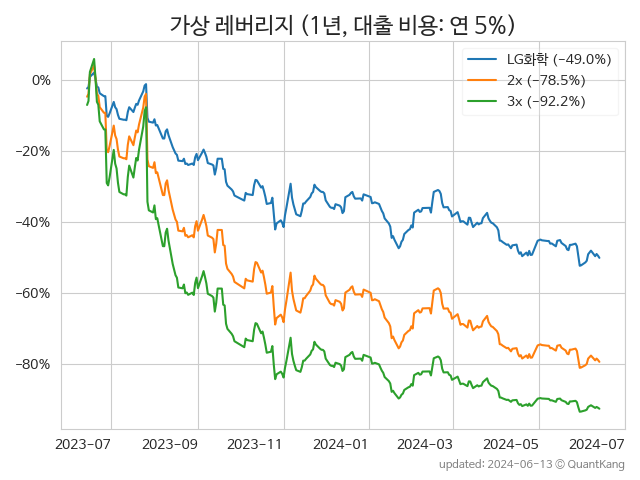 가상 레버리지 (1년, 대출 비용: 연 5%)
LG화학 (−49.0%)
2x (−78.5%)
3x (−92.2%)
0%
−20%
−40%
−60%
−80%
2023-07 2023-09 2023-11 2024-01 2024-03 2024-05 2024-07
updated: 2024-06-13 © QuantKang